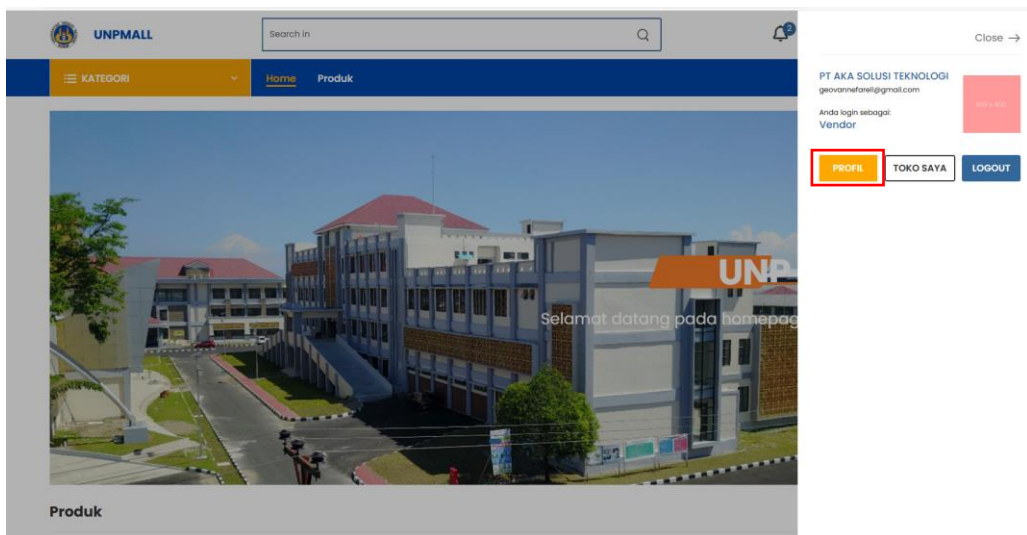 UNPMALL
Search in
2
KATEGORI
Home
Produk
UNP
Selamat datang pada homepag
Produk
Close →
PT AKA SOLUSI TEKNOLOGI
geovannefarell@gmail.com
Anda login sebagai:
Vendor
PROFIL
TOKO SAYA
LOGOUT